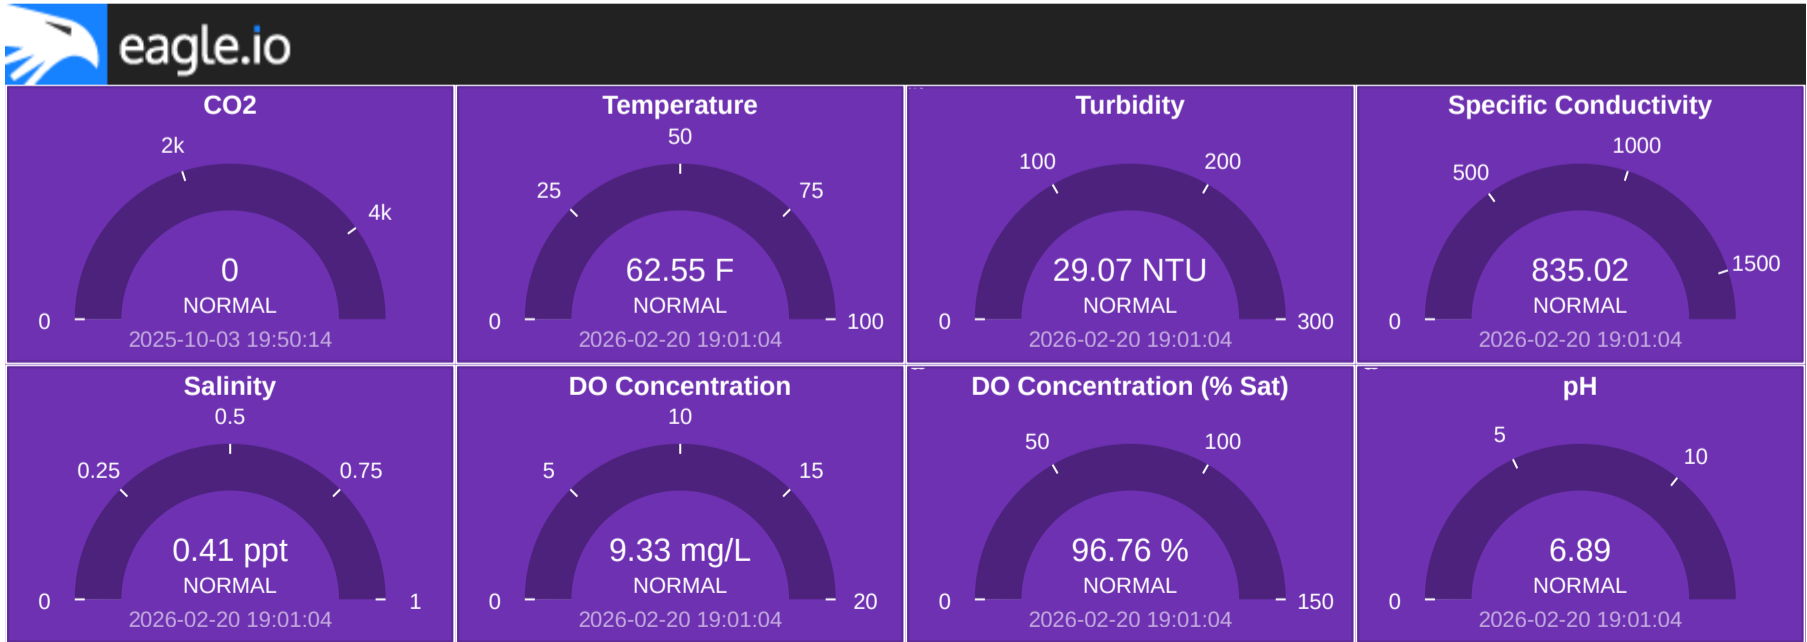 eagle.io
CO2
2k
4k
0
0
NORMAL
2025-10-03 19:50:14
Temperature
50
25
75
62.55 F
NORMAL
0
100
2026-02-20 19:01:04
Turbidity
100
200
29.07 NTU
NORMAL
0
300
2026-02-20 19:01:04
Specific Conductivity
1000
500
1500
835.02
NORMAL
0
2026-02-20 19:01:04
Salinity
0.5
0.25
0.75
0.41 ppt
NORMAL
0
1
2026-02-20 19:01:04
DO Concentration
10
5
15
9.33 mg/L
NORMAL
0
20
2026-02-20 19:01:04
DO Concentration (% Sat)
50
100
96.76 %
NORMAL
0
150
2026-02-20 19:01:04
pH
5
10
6.89
NORMAL
0
2026-02-20 19:01:04